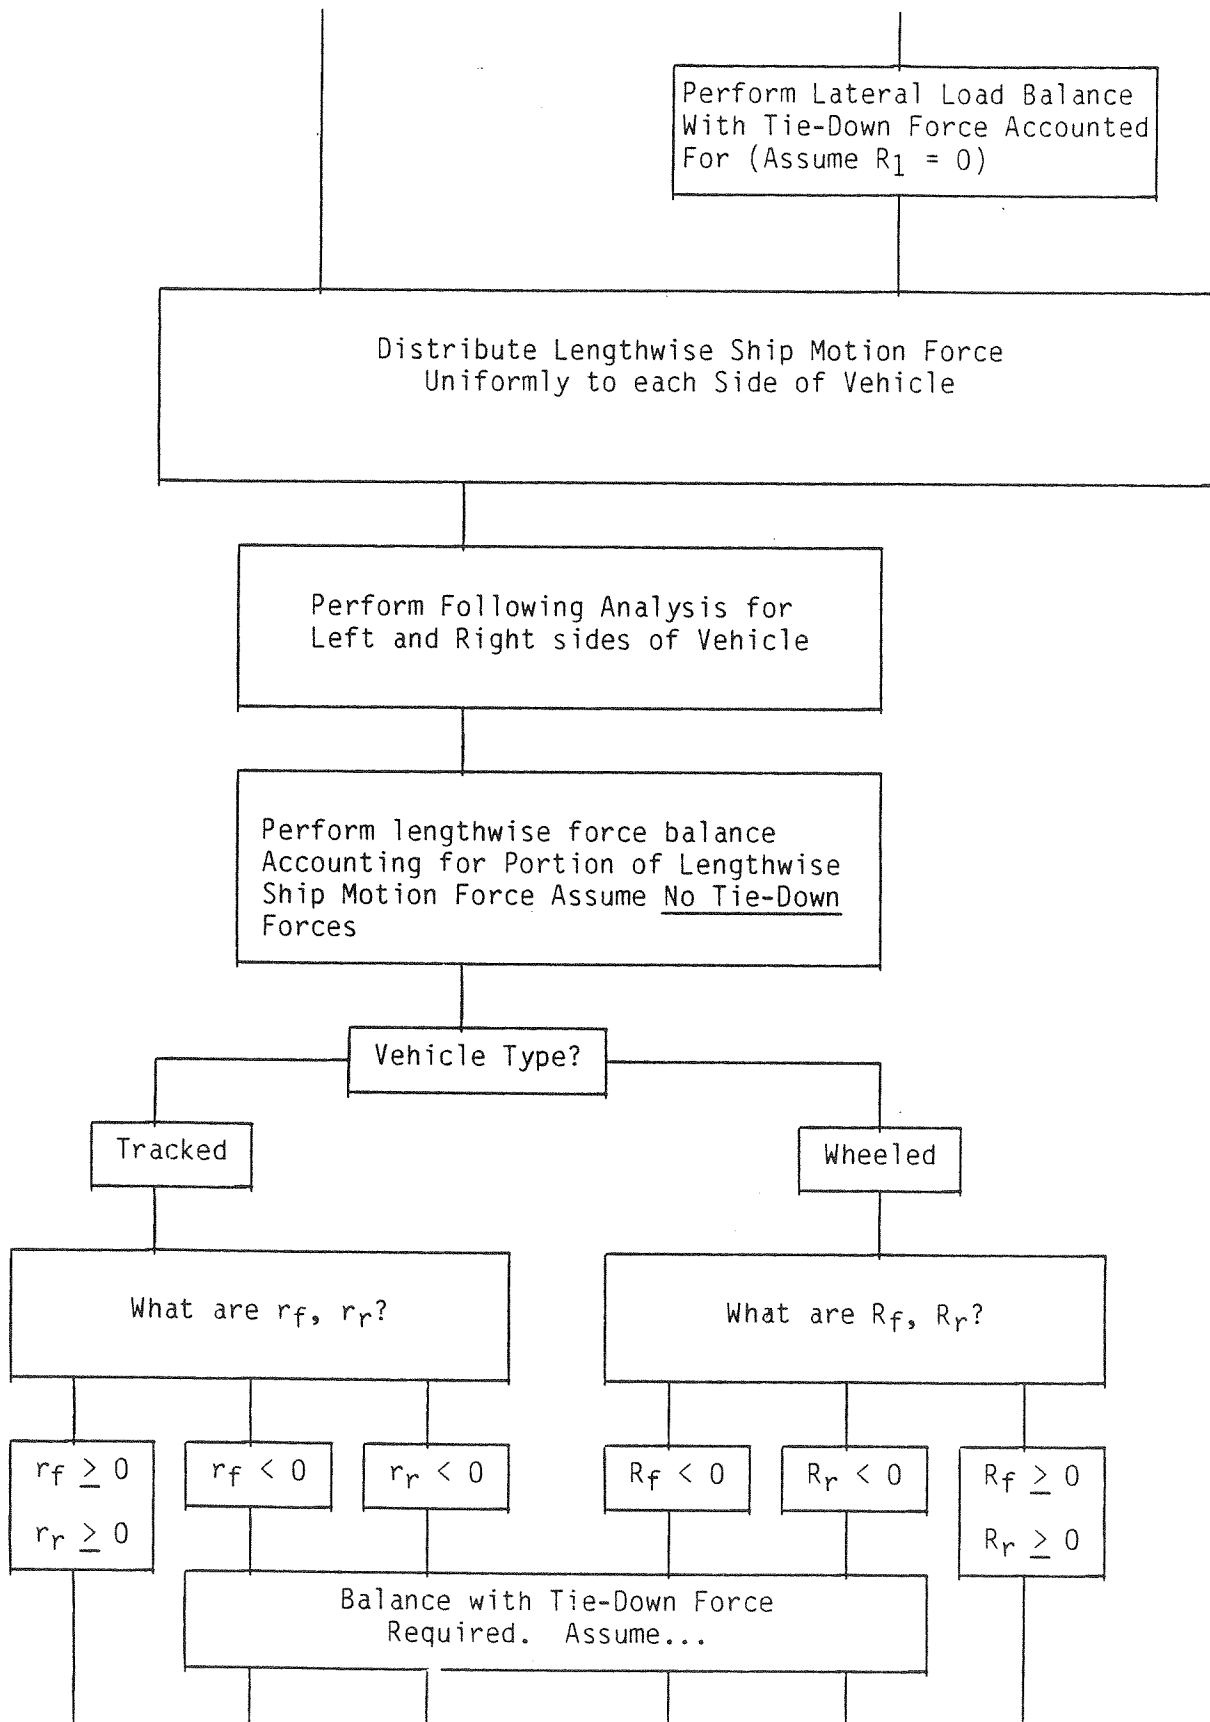 Perform Lateral Load Balance
With Tie-Down Force Accounted
For (Assume R1 = 0)
Distribute Lengthwise Ship Motion Force
Uniformly to each Side of Vehicle
Perform Following Analysis for
Left and Right sides of Vehicle
Perform lengthwise force balance
Accounting for Portion of Lengthwise
Ship Motion Force Assume No Tie-Down
Forces
Vehicle Type?
Tracked
Wheeled
What are rf, rr?
What are Rf, Rr?
rf ≥ 0
rr ≥ 0
rf < 0
rr < 0
Rf < 0
Rr < 0
Rf ≥ 0
Rr ≥ 0
Balance with Tie-Down Force
Required. Assume...